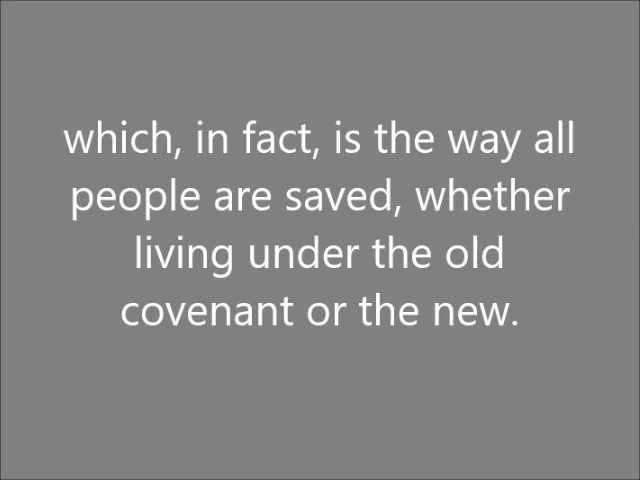 which, in fact, is the way all
people are saved, whether
living under the old
covenant or the new.